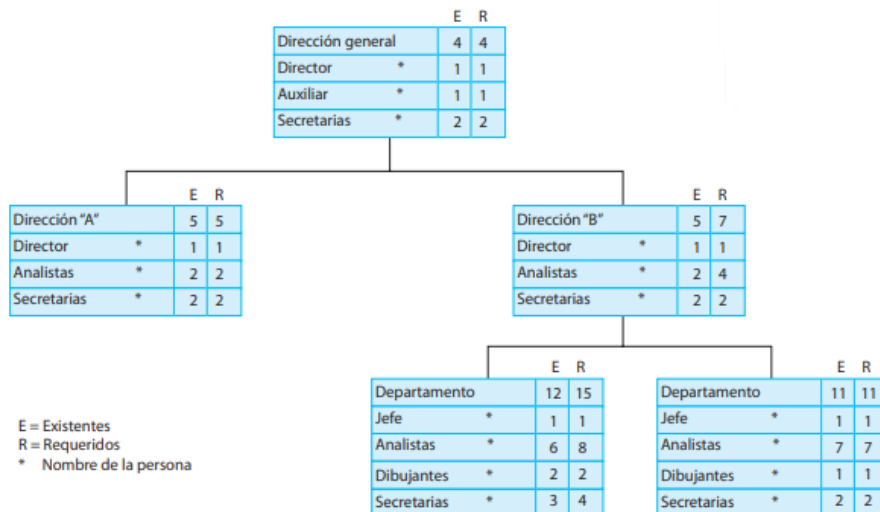 E R
Dirección general 4 4
Director * 1 1
Auxiliar * 1 1
Secretarias * 2 2
E R
Dirección "A" 5 5
Director * 1 1
Analistas * 2 2
Secretarias * 2 2
E R
Dirección "B" 5 7
Director * 1 1
Analistas * 2 4
Secretarias * 2 2
E R
Departamento 12 15
Jefe * 1 1
Analistas * 6 8
Dibujantes * 2 2
Secretarias * 3 4
E R
Departamento 11 11
Jefe * 1 1
Analistas * 7 7
Dibujantes * 1 1
Secretarias * 2 2
E = Existentes
R = Requeridos
* Nombre de la persona